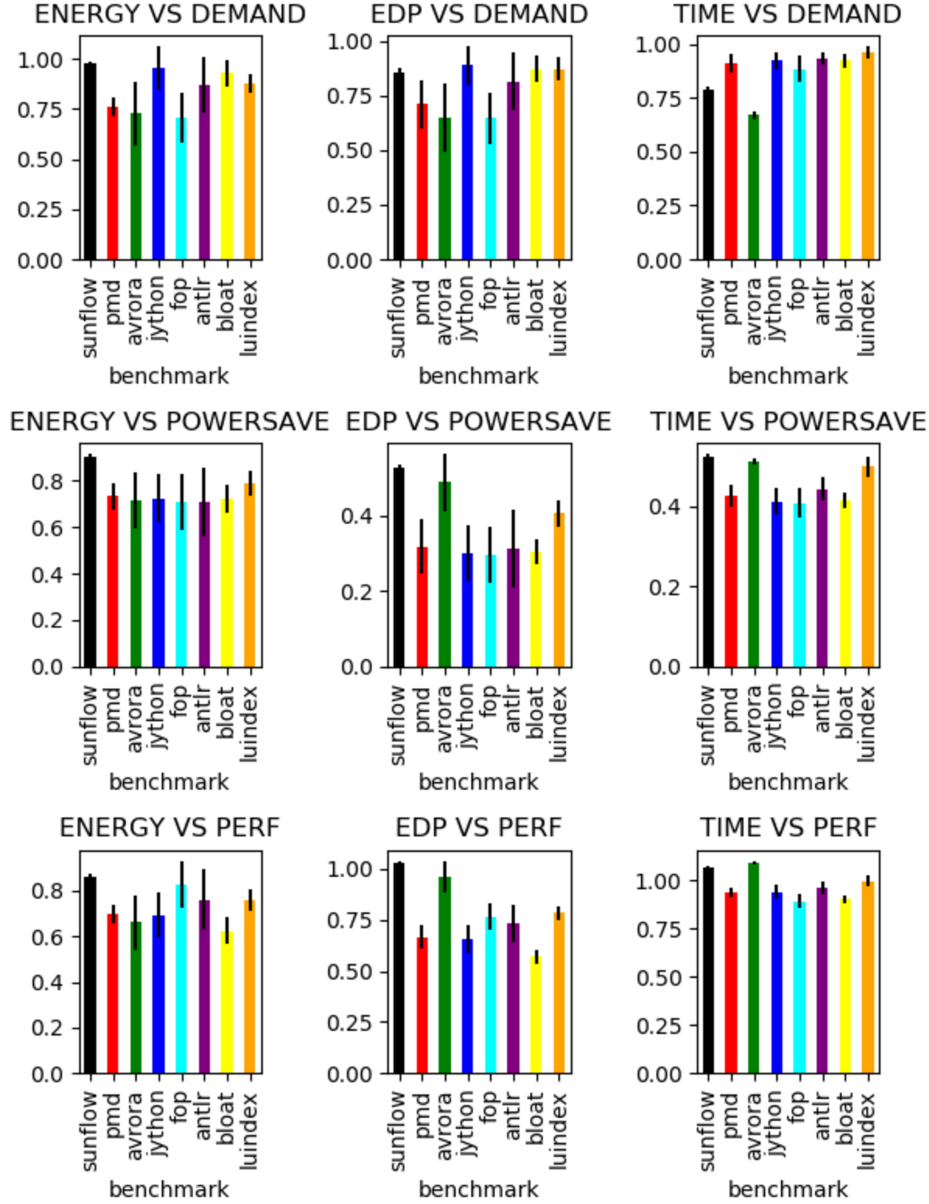 ENERGY VS DEMAND
EDP VS DEMAND
TIME VS DEMAND
1.00
0.75
0.50
0.25
0.00
1.00
0.75
0.50
0.25
0.00
1.00
0.75
0.50
0.25
0.00
sunflow
pmd
avrora
jython
fop
antlr
bloat
luindex
sunflow
pmd
avrora
jython
fop
antlr
bloat
luindex
sunflow
pmd
avrora
jython
fop
antlr
bloat
luindex
benchmark
benchmark
benchmark
ENERGY VS POWERSAVE
EDP VS POWERSAVE
TIME VS POWERSAVE
0.8
0.6
0.4
0.2
0.0
0.4
0.2
0.0
0.4
0.2
0.0
sunflow
pmd
avrora
jython
fop
antlr
bloat
luindex
sunflow
pmd
avrora
jython
fop
antlr
bloat
luindex
sunflow
pmd
avrora
jython
fop
antlr
bloat
luindex
benchmark
benchmark
benchmark
ENERGY VS PERF
EDP VS PERF
TIME VS PERF
0.8
0.6
0.4
0.2
0.0
1.00
0.75
0.50
0.25
0.00
1.00
0.75
0.50
0.25
0.00
sunflow
pmd
avrora
jython
fop
antlr
bloat
luindex
sunflow
pmd
avrora
jython
fop
antlr
bloat
luindex
sunflow
pmd
avrora
jython
fop
antlr
bloat
luindex
benchmark
benchmark
benchmark